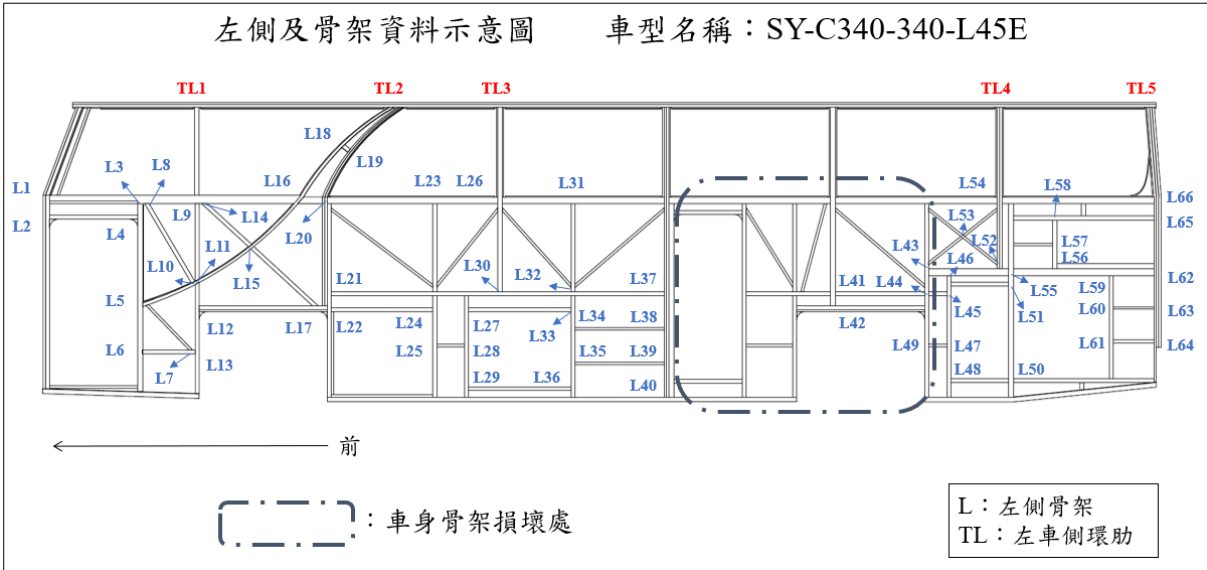 左側及骨架資料示意圖 車型名稱：SY-C340-340-L45E
TL1 TL2 TL3 TL4 TL5
L18
L19
L3 L8
L1 L16 L23 L26 L31 L54 L58 L66
L2 L4 L9 L14 L20 L53 L65
L10 L11 L15 L21 L30 L32 L37 L41 L43 L44 L46 L52 L57 L56 L62
L5 L55 L59
L12 L17 L22 L24 L27 L33 L34 L38 L42 L45 L51 L60 L63
L6 L13 L25 L28 L35 L39 L49 L47 L61 L64
L7 L29 L36 L40 L48 L50
前
：車身骨架損壞處
L：左側骨架
TL：左車側環肋